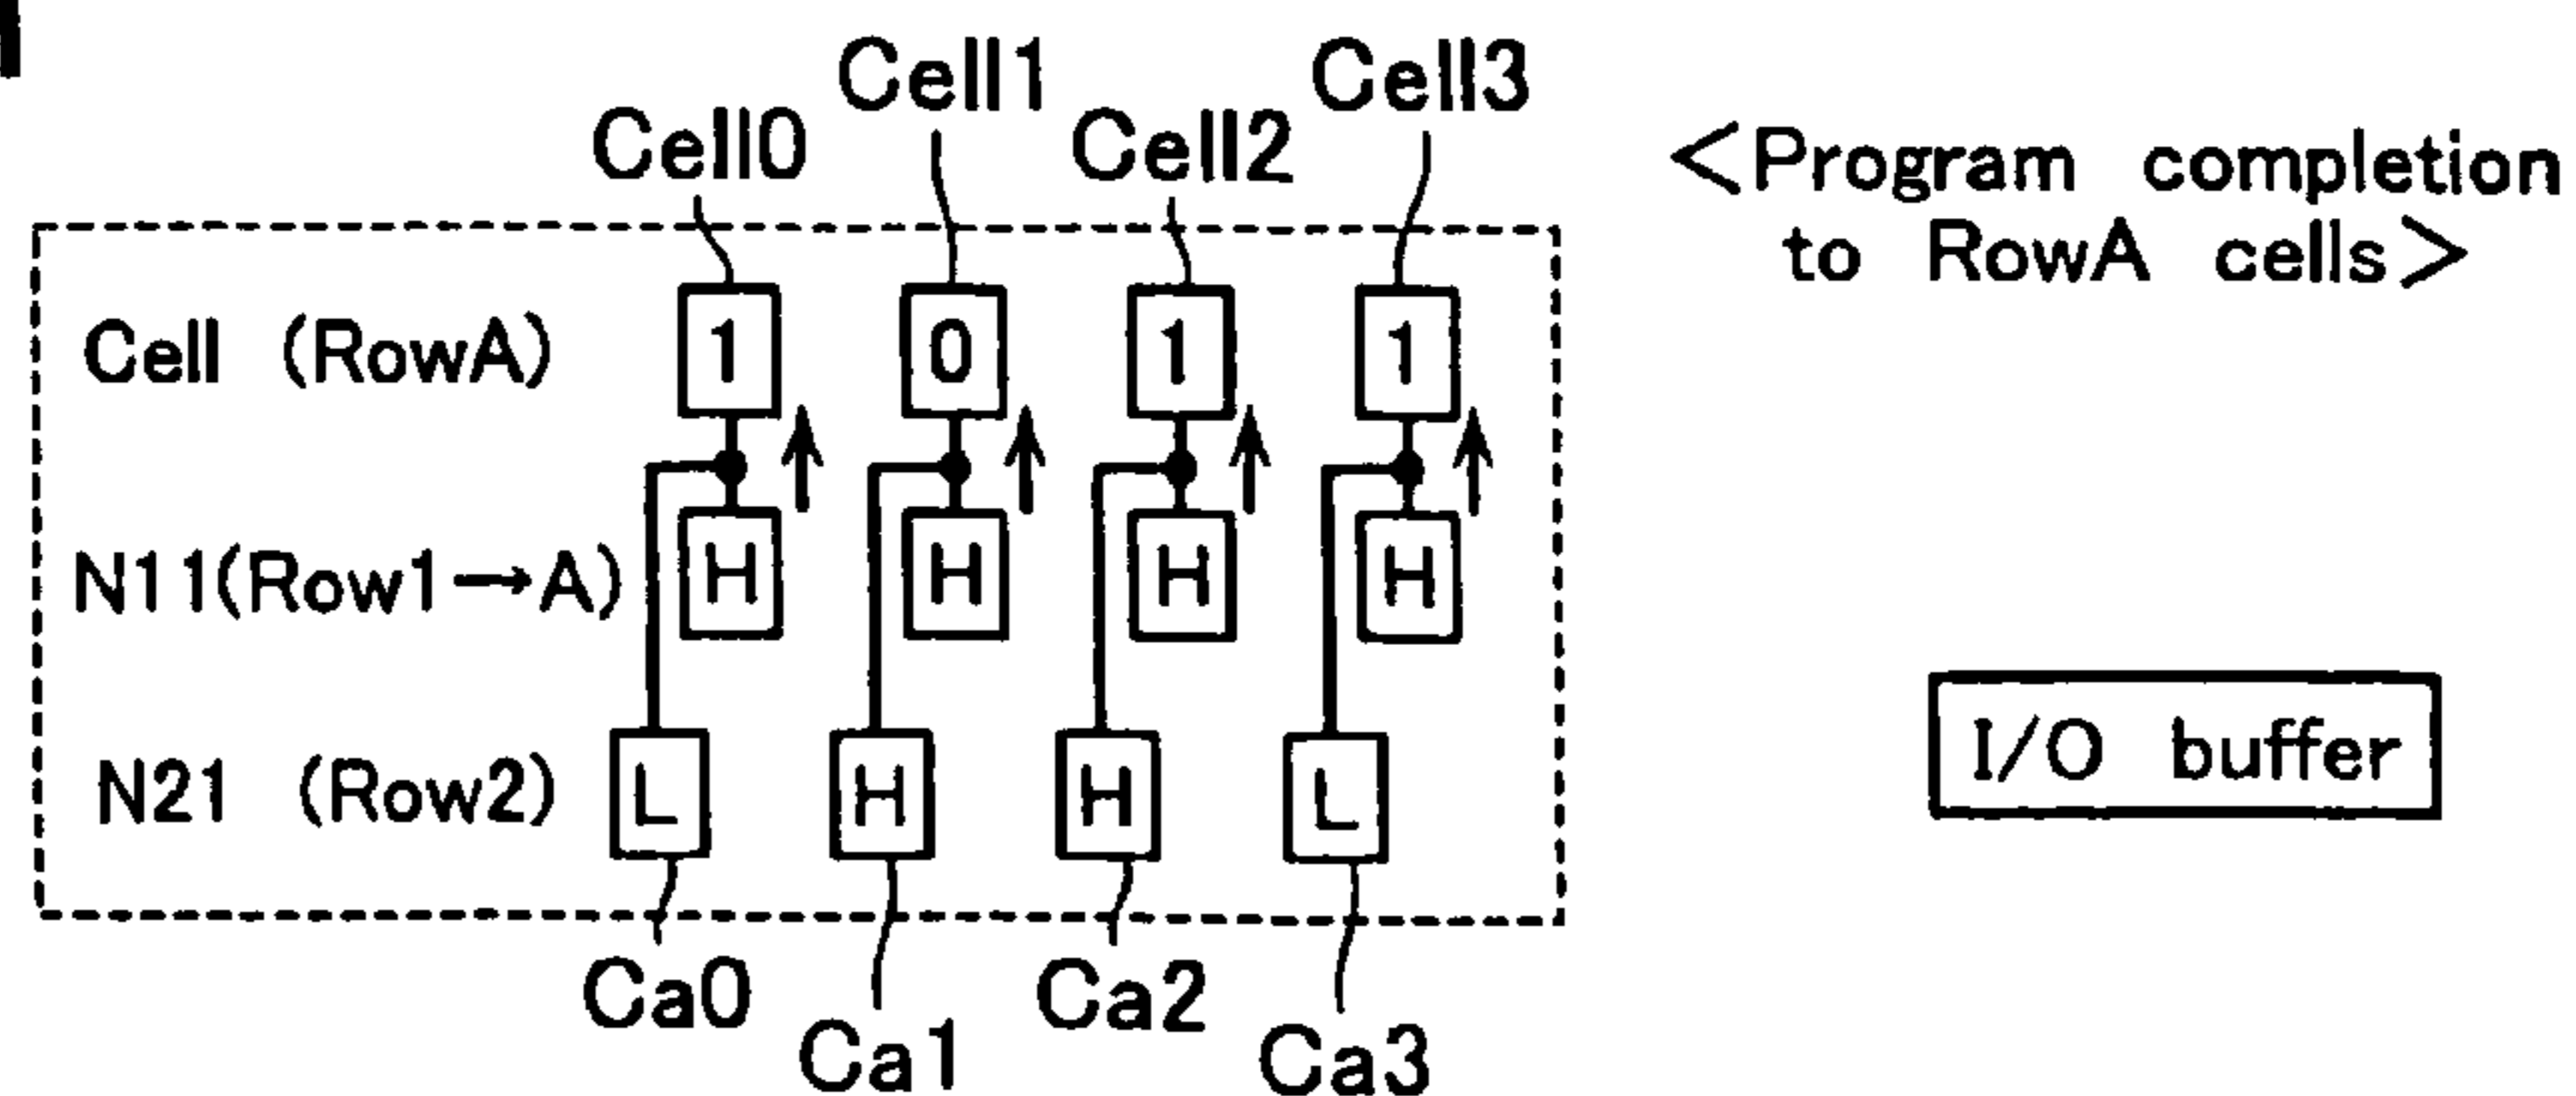 Cell0 Cell1 Cell2 Cell3
<Program completion
to RowA cells>
Cell (RowA) 1 0 1 1
N11(Row1→A) H H H H
N21 (Row2) L H H L
I/O buffer
Ca0 Ca1 Ca2 Ca3